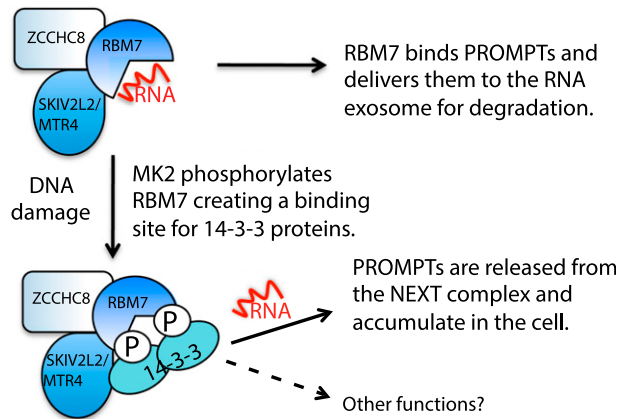 ZCCHC8
RBM7
RNA
SKIV2L2/
MTR4
RBM7 binds PROMPTs and
delivers them to the RNA
exosome for degradation.
DNA
damage
MK2 phosphorylates
RBM7 creating a binding
site for 14-3-3 proteins.
ZCCHC8
RBM7
P
P
14-3-3
SKIV2L2/
MTR4
RNA
PROMPTs are released from
the NEXT complex and
accumulate in the cell.
Other functions?